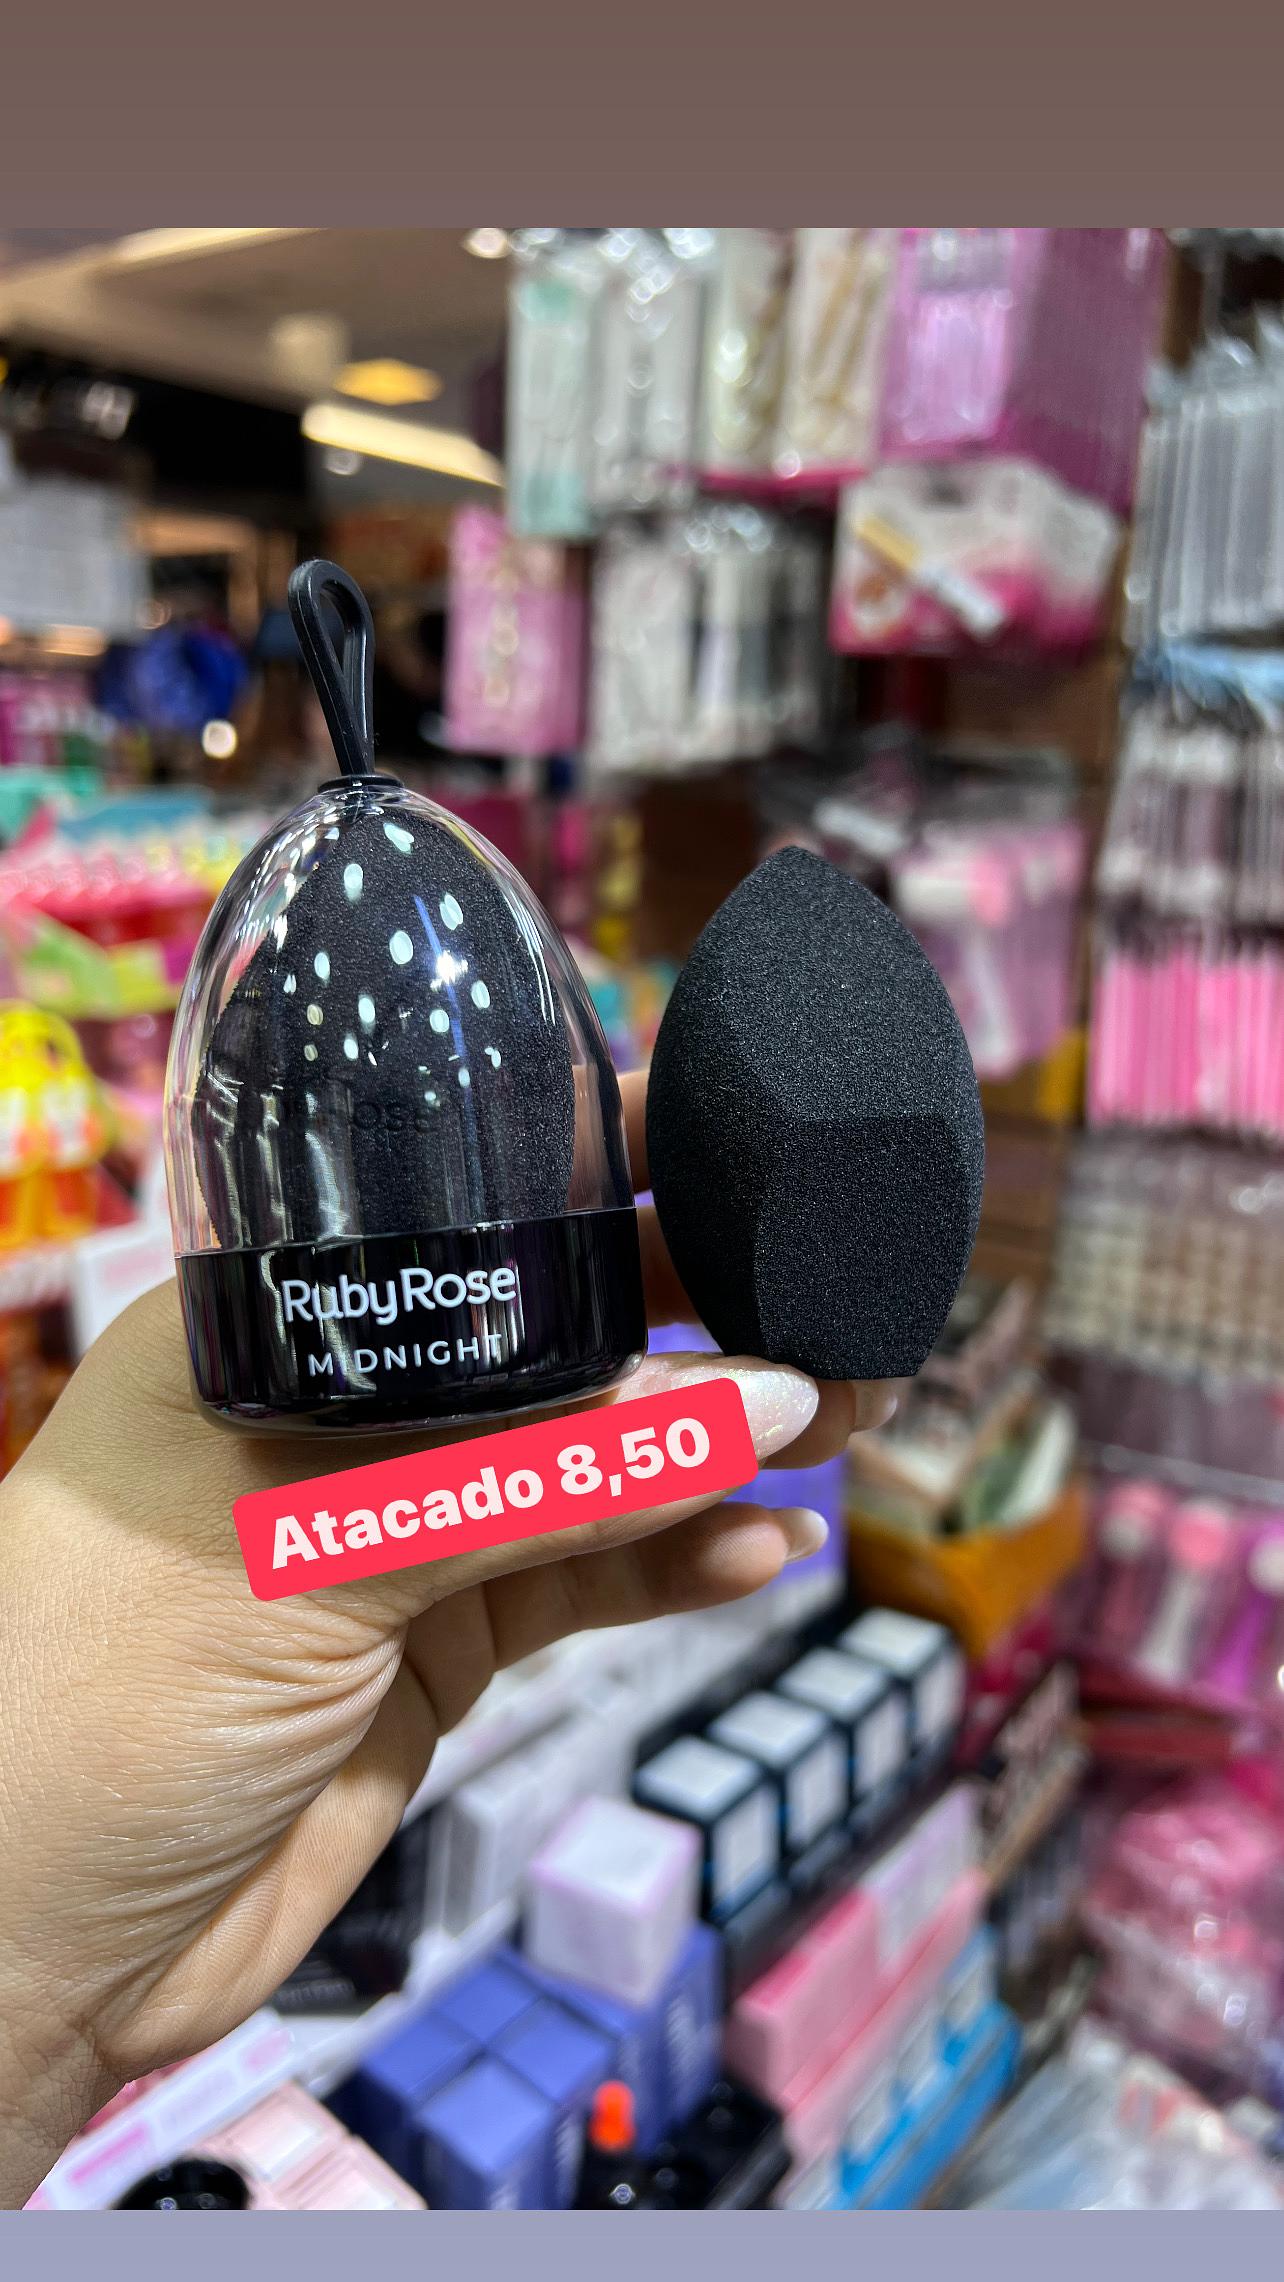 RubyRose
MIDNIGHT
Atacado 8,50